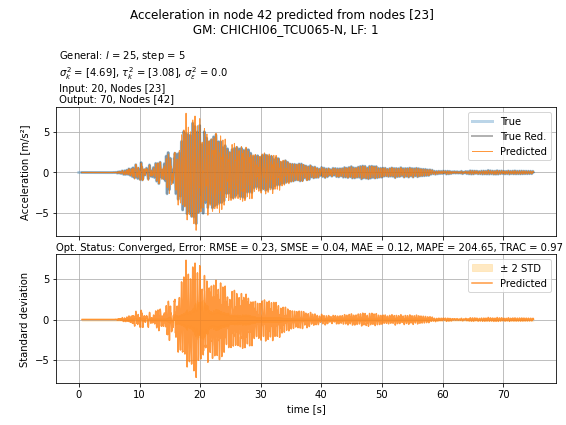 Acceleration in node 42 predicted from nodes [23]
GM: CHICHI06_TCU065-N, LF: 1
General: l = 25, step = 5
σ²ₖ = [4.69], τ²ₖ = [3.08], σ²ε = 0.0
Input: 20, Nodes [23]
Output: 70, Nodes [42]
Acceleration [m/s²]
5
0
−5
True
True Red.
Predicted
Opt. Status: Converged, Error: RMSE = 0.23, SMSE = 0.04, MAE = 0.12, MAPE = 204.65, TRAC = 0.97
Standard deviation
5
0
−5
± 2 STD
Predicted
0 10 20 30 40 50 60 70
time [s]